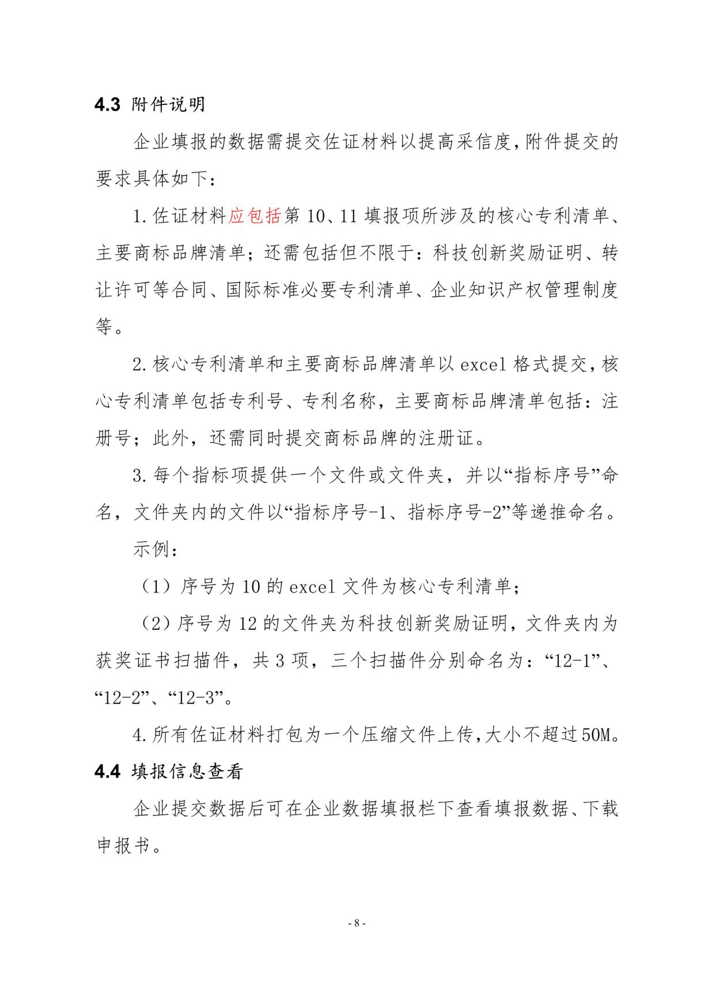 4.3 附件说明
企业填报的数据需提交佐证材料以提高采信度，附件提交的
要求具体如下：
1.佐证材料应包括第 10、11 填报项所涉及的核心专利清单、
主要商标品牌清单；还需包括但不限于：科技创新奖励证明、转
让许可等合同、国际标准必要专利清单、企业知识产权管理制度
等。
2.核心专利清单和主要商标品牌清单以 excel 格式提交，核
心专利清单包括专利号、专利名称，主要商标品牌清单包括：注
册号；此外，还需同时提交商标品牌的注册证。
3.每个指标项提供一个文件或文件夹，并以“指标序号”命
名，文件夹内的文件以“指标序号-1、指标序号-2”等递推命名。
示例：
（1）序号为 10 的 excel 文件为核心专利清单；
（2）序号为 12 的文件夹为科技创新奖励证明，文件夹内为
获奖证书扫描件，共 3 项，三个扫描件分别命名为：“12-1”、
“12-2”、“12-3”。
4.所有佐证材料打包为一个压缩文件上传，大小不超过 50M。
4.4 填报信息查看
企业提交数据后可在企业数据填报栏下查看填报数据、下载
申报书。
- 8 -